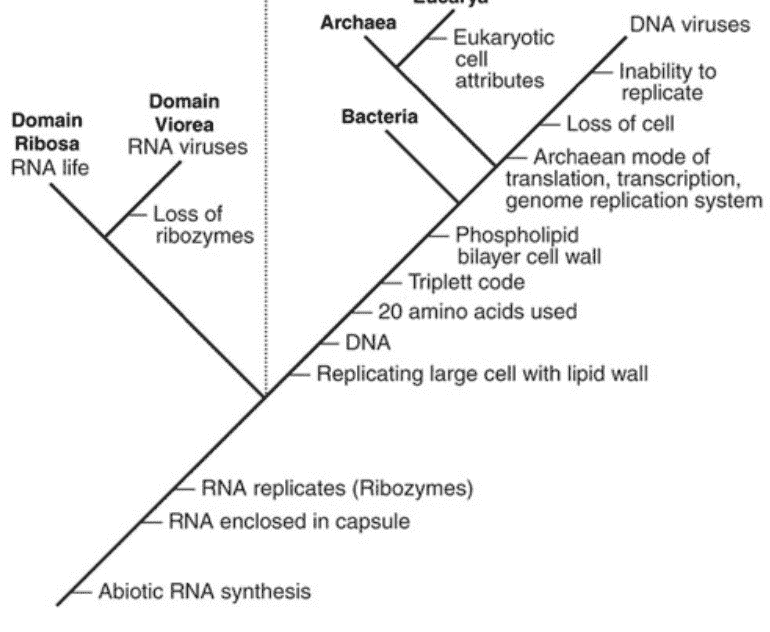 Eucarya
Archaea
DNA viruses
Eukaryotic
cell
attributes
Inability to
replicate
Domain
Viorea
RNA viruses
Domain
Ribosa
RNA life
Bacteria
Loss of cell
Archaean mode of
translation, transcription,
genome replication system
Loss of
ribozymes
Phospholipid
bilayer cell wall
Triplett code
20 amino acids used
DNA
Replicating large cell with lipid wall
RNA replicates (Ribozymes)
RNA enclosed in capsule
Abiotic RNA synthesis